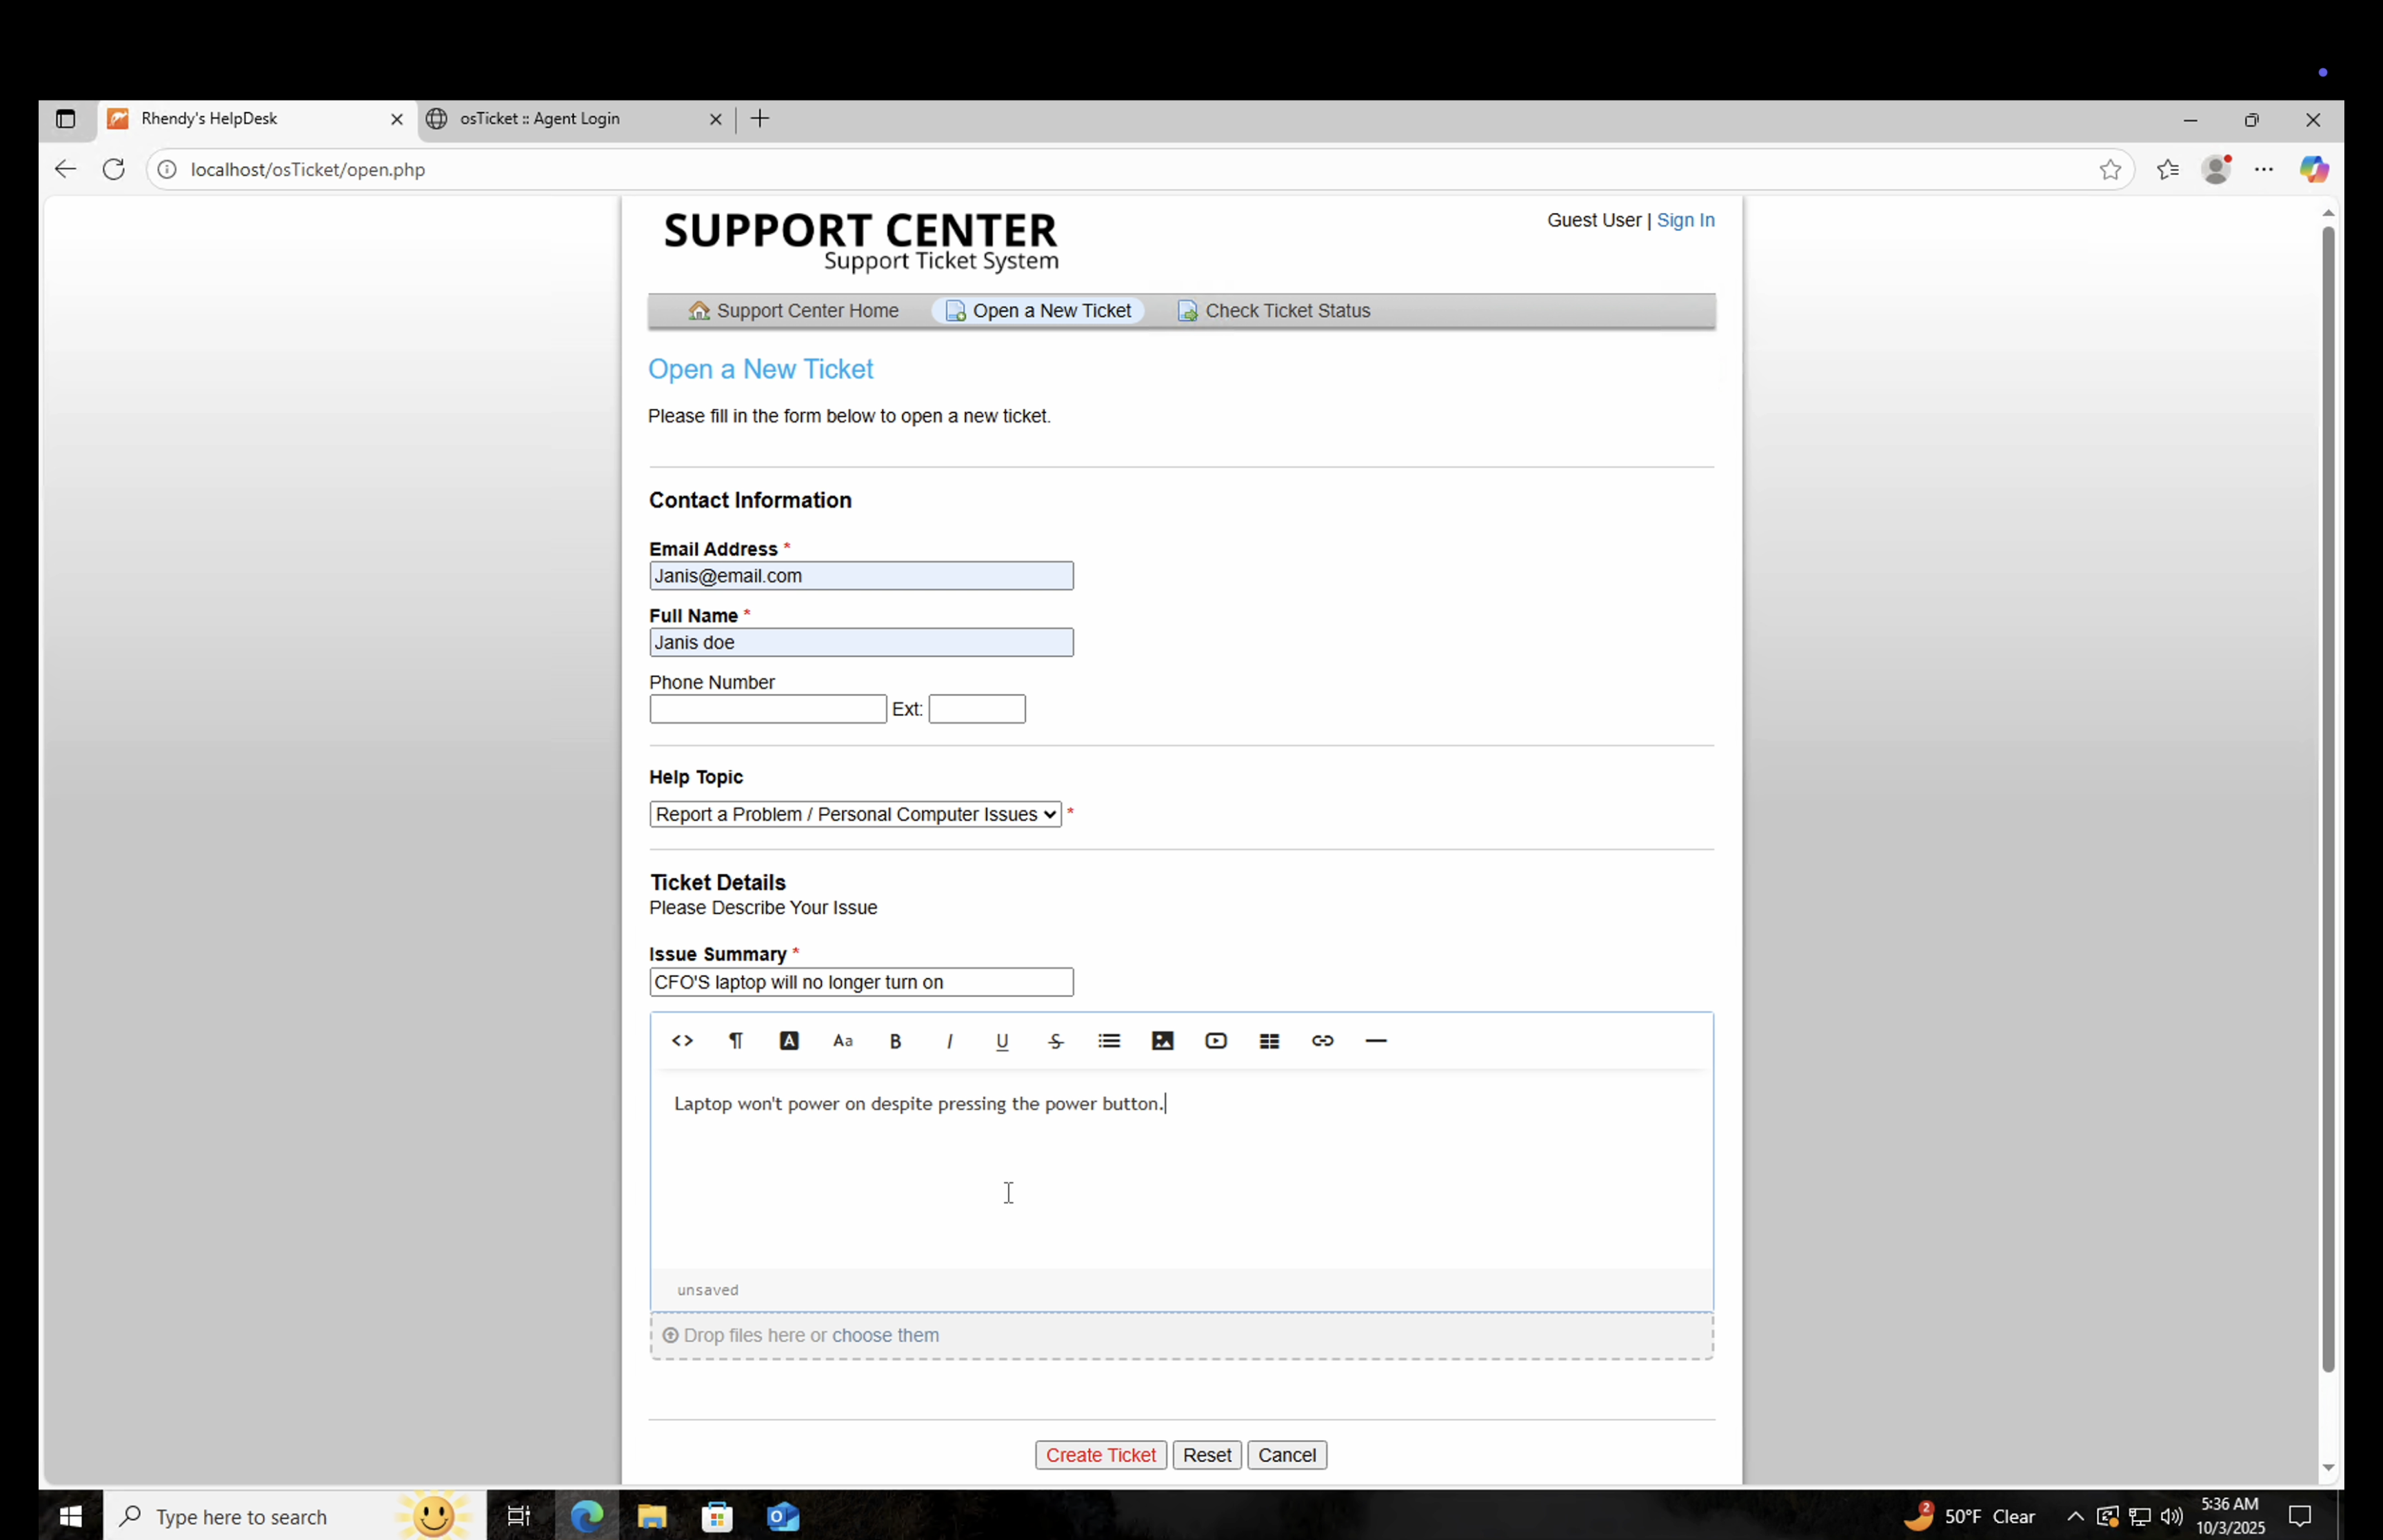 Rhendy's HelpDesk
osTicket :: Agent Login
localhost/osTicket/open.php
SUPPORT CENTER
Support Ticket System
Guest User | Sign In
Support Center Home
Open a New Ticket
Check Ticket Status
Open a New Ticket
Please fill in the form below to open a new ticket.
Contact Information
Email Address *
Janis@email.com
Full Name *
Janis doe
Phone Number
Ext:
Help Topic
Report a Problem / Personal Computer Issues *
Ticket Details
Please Describe Your Issue
Issue Summary *
CFO'S laptop will no longer turn on
<> ¶ A Aa B I U S
Laptop won't power on despite pressing the power button.
unsaved
Drop files here or choose them
Create Ticket Reset Cancel
Type here to search
2
50°F Clear
5:36 AM
10/3/2025